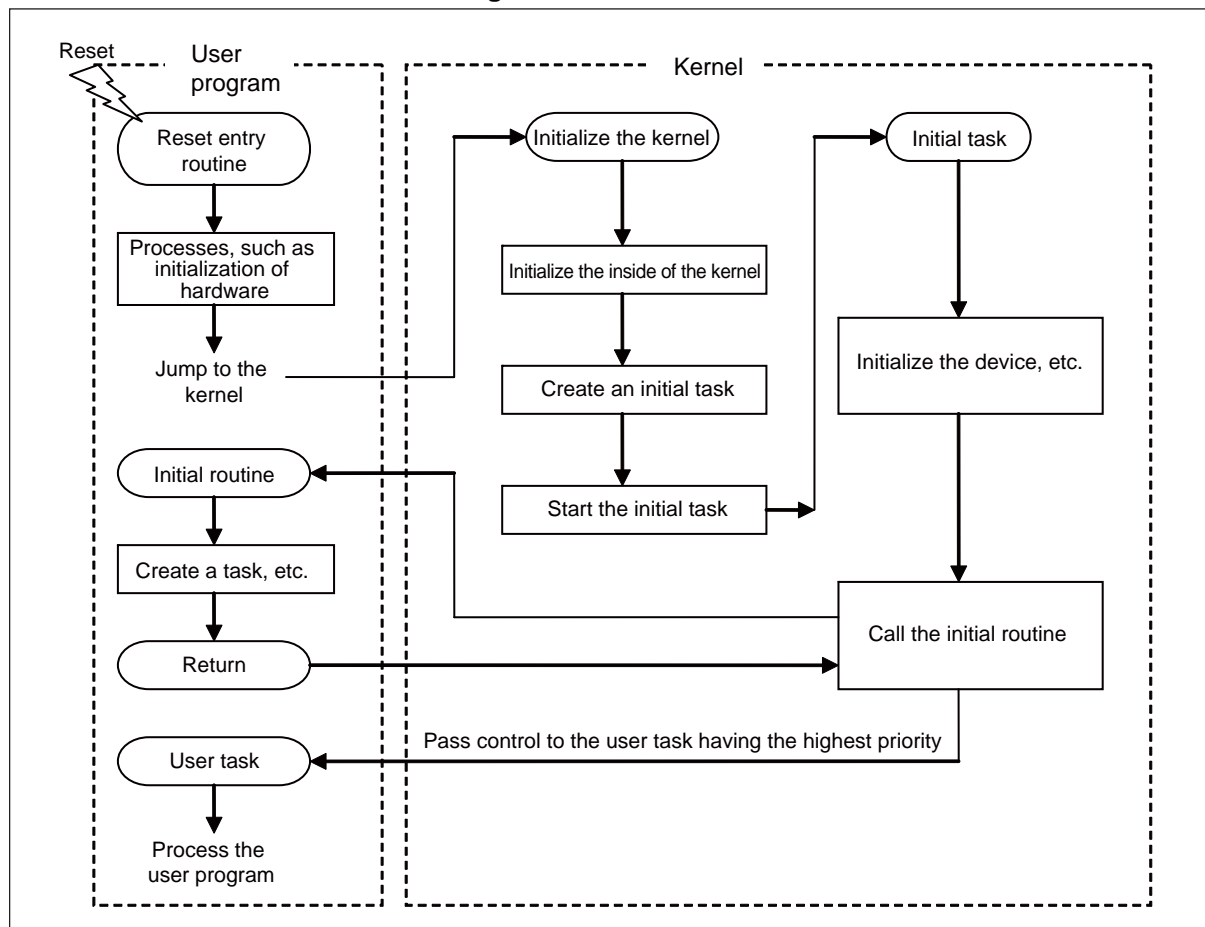 Reset
User
program
Kernel
Reset entry
routine
Processes, such as
initialization of
hardware
Jump to the
kernel
Initial routine
Create a task, etc.
Return
User task
Process the
user program
Initialize the kernel
Initialize the inside of the kernel
Create an initial task
Start the initial task
Initial task
Initialize the device, etc.
Call the initial routine
Pass control to the user task having the highest priority